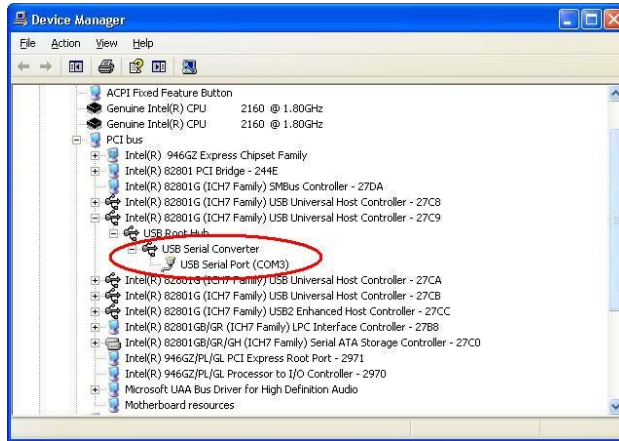 Device Manager
File Action View Help
ACPI Fixed Feature Button
Genuine Intel(R) CPU 2160 @ 1.80GHz
Genuine Intel(R) CPU 2160 @ 1.80GHz
PCI bus
Intel(R) 946GZ Express Chipset Family
Intel(R) 82801 PCI Bridge - 244E
Intel(R) 82801G (ICH7 Family) SMBus Controller - 27DA
Intel(R) 82801G (ICH7 Family) USB Universal Host Controller - 27C8
Intel(R) 82801G (ICH7 Family) USB Universal Host Controller - 27C9
USB Root Hub
USB Serial Converter
USB Serial Port (COM3)
Intel(R) 82801G (ICH7 Family) USB Universal Host Controller - 27CA
Intel(R) 82801G (ICH7 Family) USB Universal Host Controller - 27CB
Intel(R) 82801G (ICH7 Family) USB2 Enhanced Host Controller - 27CC
Intel(R) 82801GB/GR (ICH7 Family) LPC Interface Controller - 27B8
Intel(R) 82801GB/GR/GH (ICH7 Family) Serial ATA Storage Controller - 27C0
Intel(R) 946GZ/PL/GL PCI Express Root Port - 2971
Intel(R) 946GZ/PL/GL Processor to I/O Controller - 2970
Microsoft UAA Bus Driver for High Definition Audio
Motherboard resources